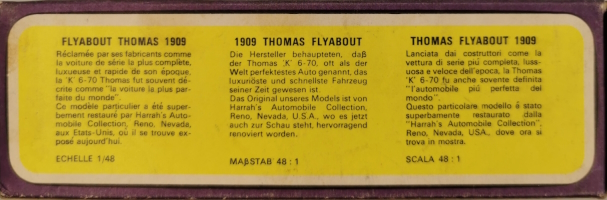 FLYABOUT THOMAS 1909
Réclamée par ses fabricants comme
la voiture de série la plus complète,
luxueuse et rapide de son époque,
la 'K' 6-70 Thomas fut souvent dé-
crite comme "la voiture la plus par-
faite du monde".
Ce modèle particulier a été super-
bement restauré par Harrah's Auto-
mobile Collection, Reno, Nevada,
aux Etats-Unis, où il se trouve ex-
posé aujourd'hui.
ECHELLE 1/48
1909 THOMAS FLYABOUT
Die Hersteller behaupteten, daß
der Thomas 'K' 6-70, oft als der
Welt perfektestes Auto genannt, das
luxuriöste und schnellste Fahrzeug
seiner Zeit gewesen ist.
Das Original unseres Models ist von
Harrah's Automobile Collection,
Reno, Nevada, U.S.A., wo es jetzt
auch zur Schau steht, hervorragend
renoviert worden.
MAßSTAB 48 : 1
THOMAS FLYABOUT 1909
Lanciata dai costruttori come la
vettura di serie piú completa, lus-
suosa e veloce dell'epoca, la Thomas
'K' 6-70 fu anche sovente definita
"l'automobile piú perfetta del
mondo".
Questo particolare modello é stato
superbamente restaurato dalla
"Harrah's Automobile Collection",
Reno, Nevada, USA., dove ora si
trova in mostra.
SCALA 48 : 1